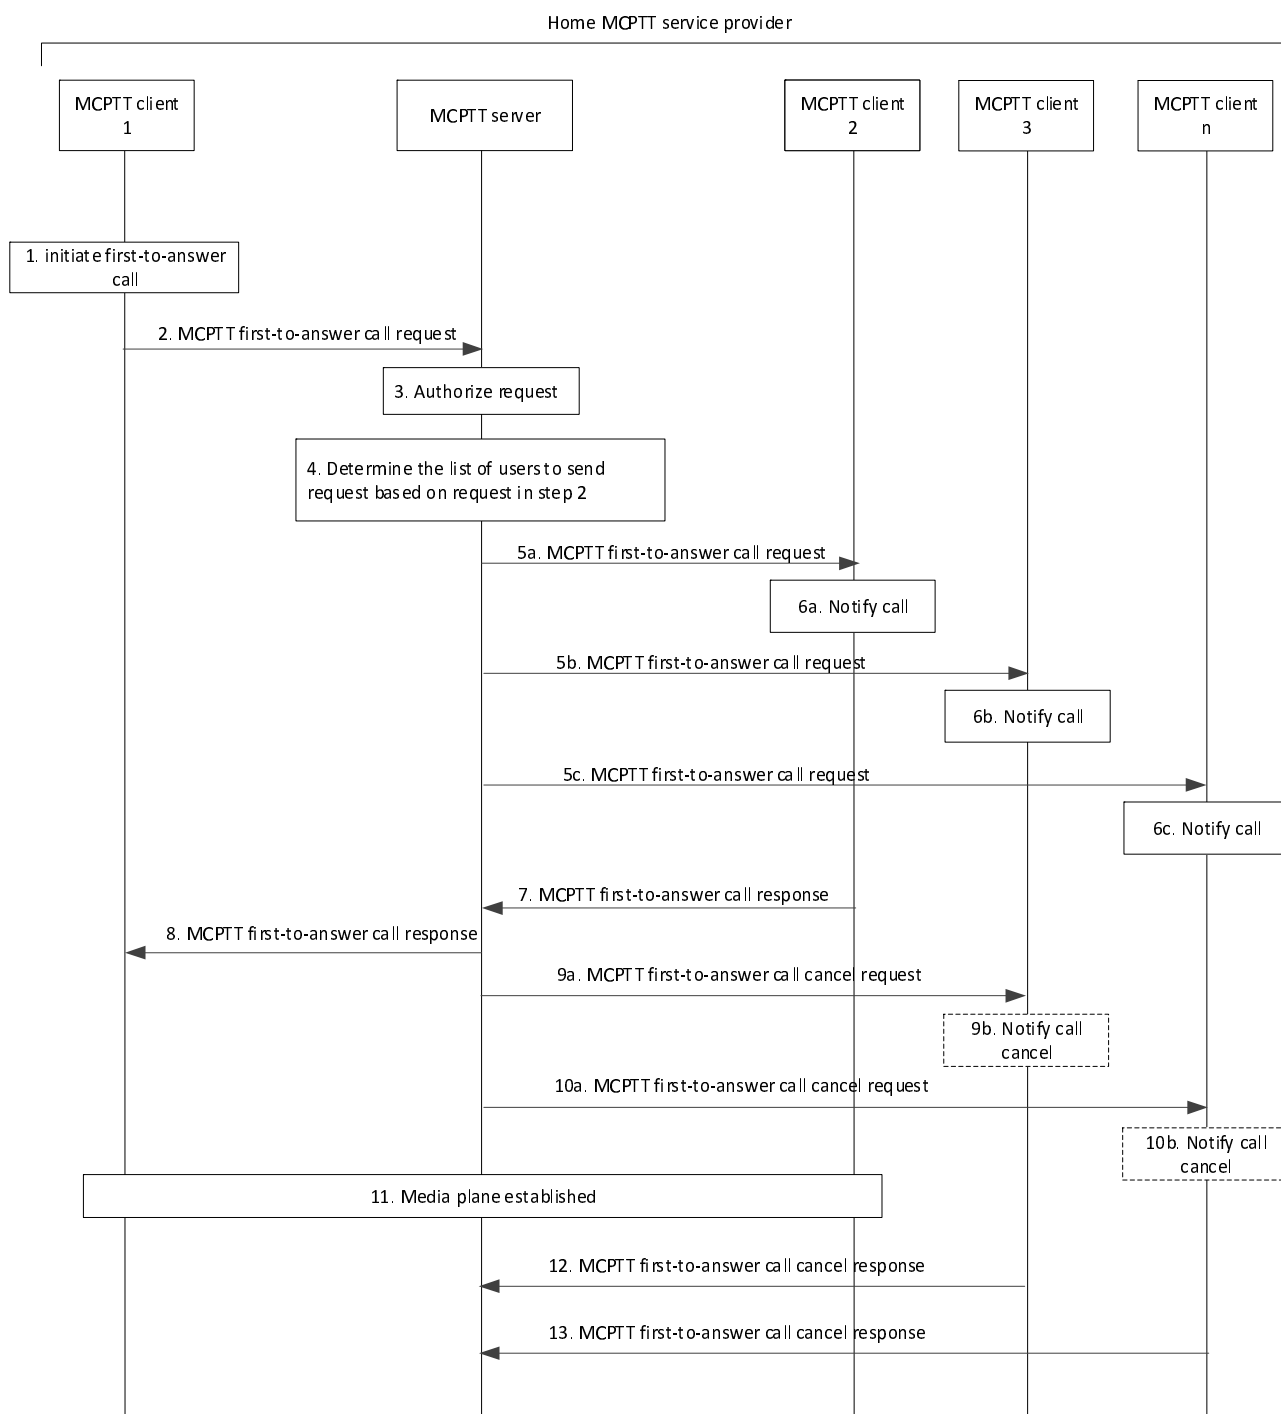 Home MCPTT service provider
MCPTT client
1
MCPTT server
MCPTT client
2
MCPTT client
3
MCPTT client
n
1. initiate first-to-answer
call
2. MCPTT first-to-answer call request
3. Authorize request
4. Determine the list of users to send
request based on request in step 2
5a. MCPTT first-to-answer call request
6a. Notify call
5b. MCPTT first-to-answer call request
6b. Notify call
5c. MCPTT first-to-answer call request
6c. Notify call
7. MCPTT first-to-answer call response
8. MCPTT first-to-answer call response
9a. MCPTT first-to-answer call cancel request
9b. Notify call
cancel
10a. MCPTT first-to-answer call cancel request
10b. Notify call
cancel
11. Media plane established
12. MCPTT first-to-answer call cancel response
13. MCPTT first-to-answer call cancel response